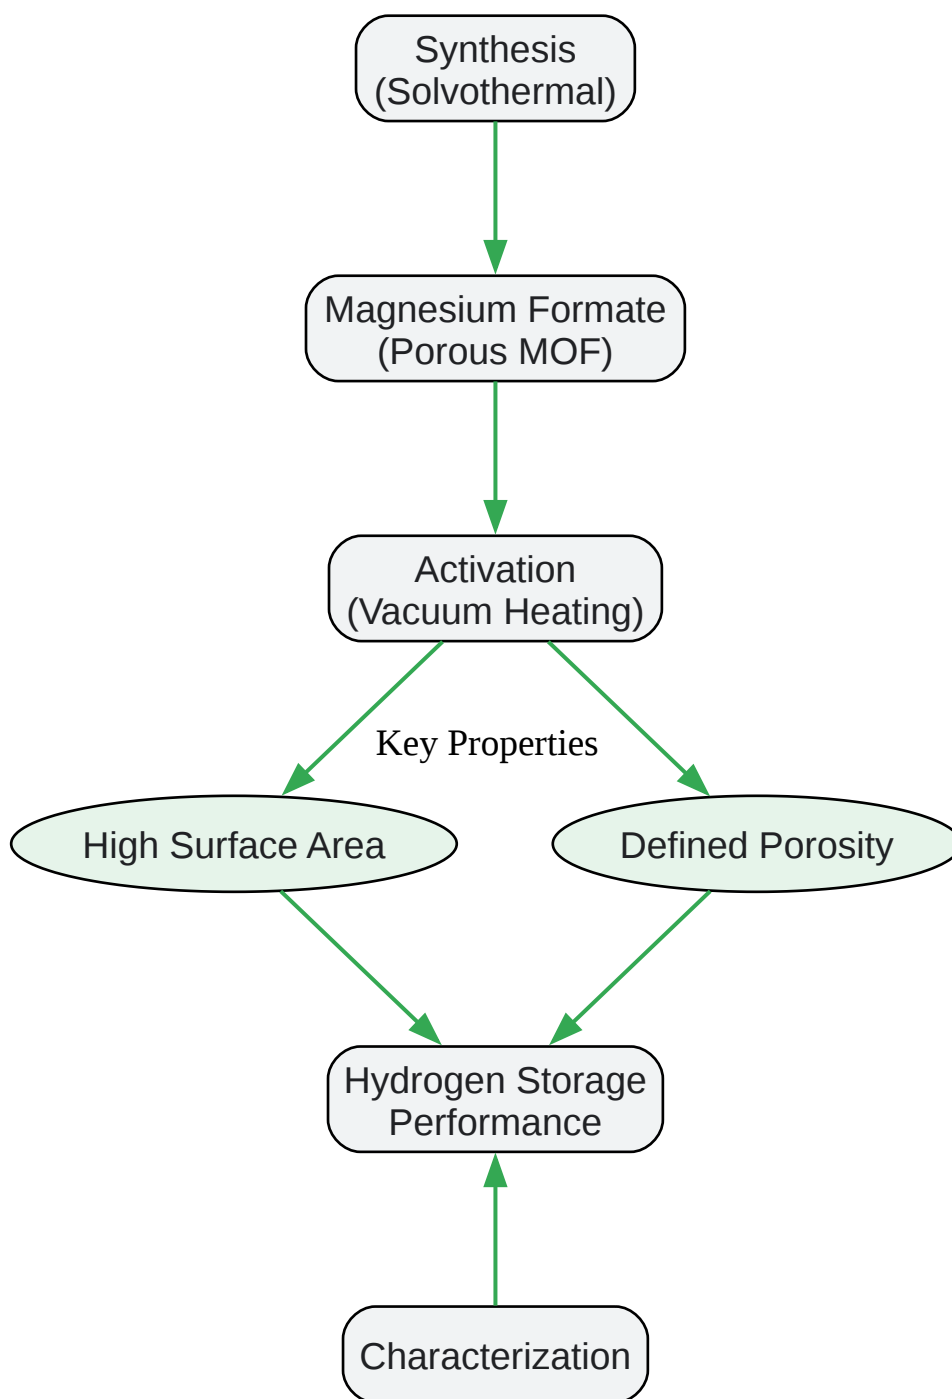 Synthesis
(Solvothermal)
Magnesium Formate
(Porous MOF)
Activation
(Vacuum Heating)
Key Properties
High Surface Area
Defined Porosity
Hydrogen Storage
Performance
Characterization